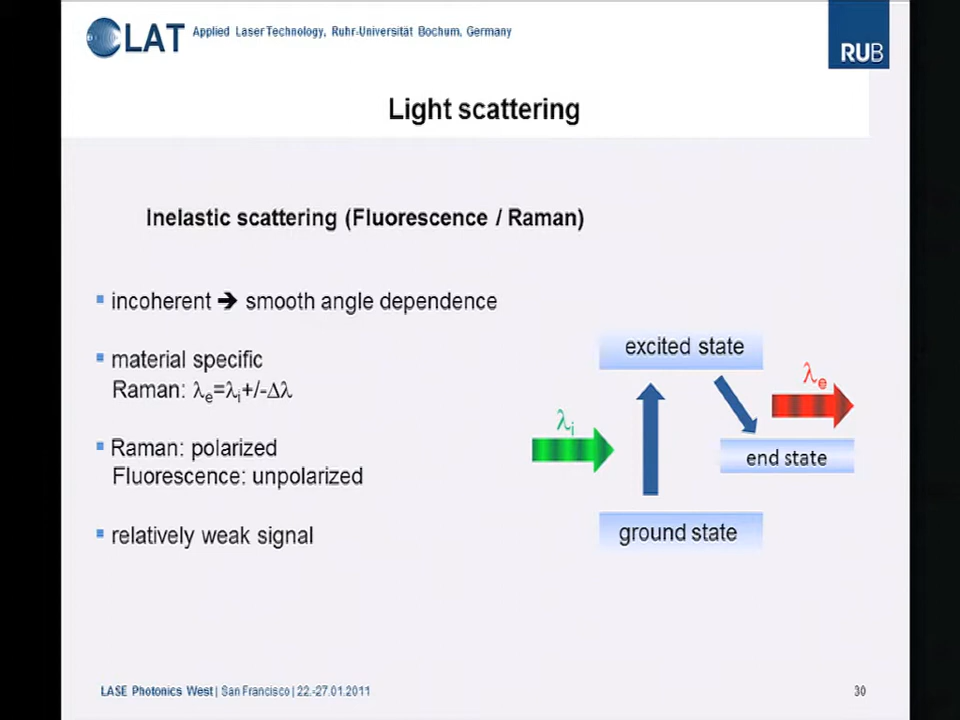 LAT Applied Laser Technology, Ruhr-Universität Bochum, Germany
RUB
Light scattering
Inelastic scattering (Fluorescence / Raman)
▪ incoherent ➔ smooth angle dependence
▪ material specific
Raman: λe=λi+/-Δλ
▪ Raman: polarized
Fluorescence: unpolarized
▪ relatively weak signal
excited state
λe
λi
end state
ground state
LASE Photonics West | San Francisco | 22.-27.01.2011
30